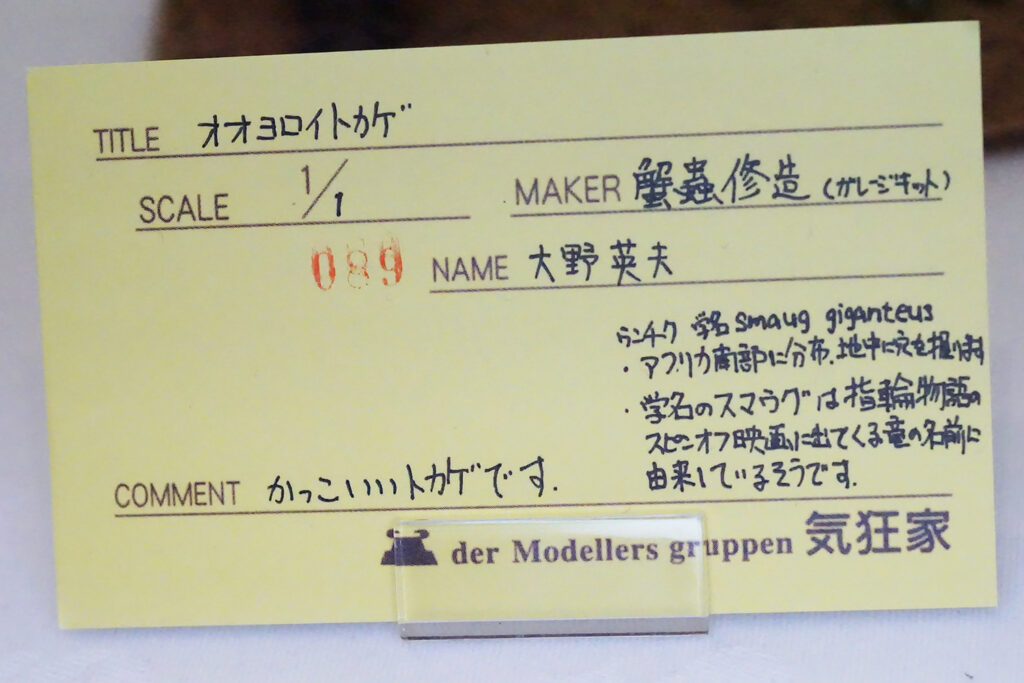 TITLE オオヨロイトカゲ
SCALE 1/1
MAKER 蟹蟲修造 (ガレージキット)
089
NAME 大野英夫
ウンチク 学名 smaug giganteus
・アフリカ南部に分布、地中に穴を掘ります
・学名のスマウグは指輪物語の
スピンオフ映画に出てくる竜の名前に
由来しているそうです.
COMMENT かっこいいトカゲです.
der Modellers gruppen 気狂家